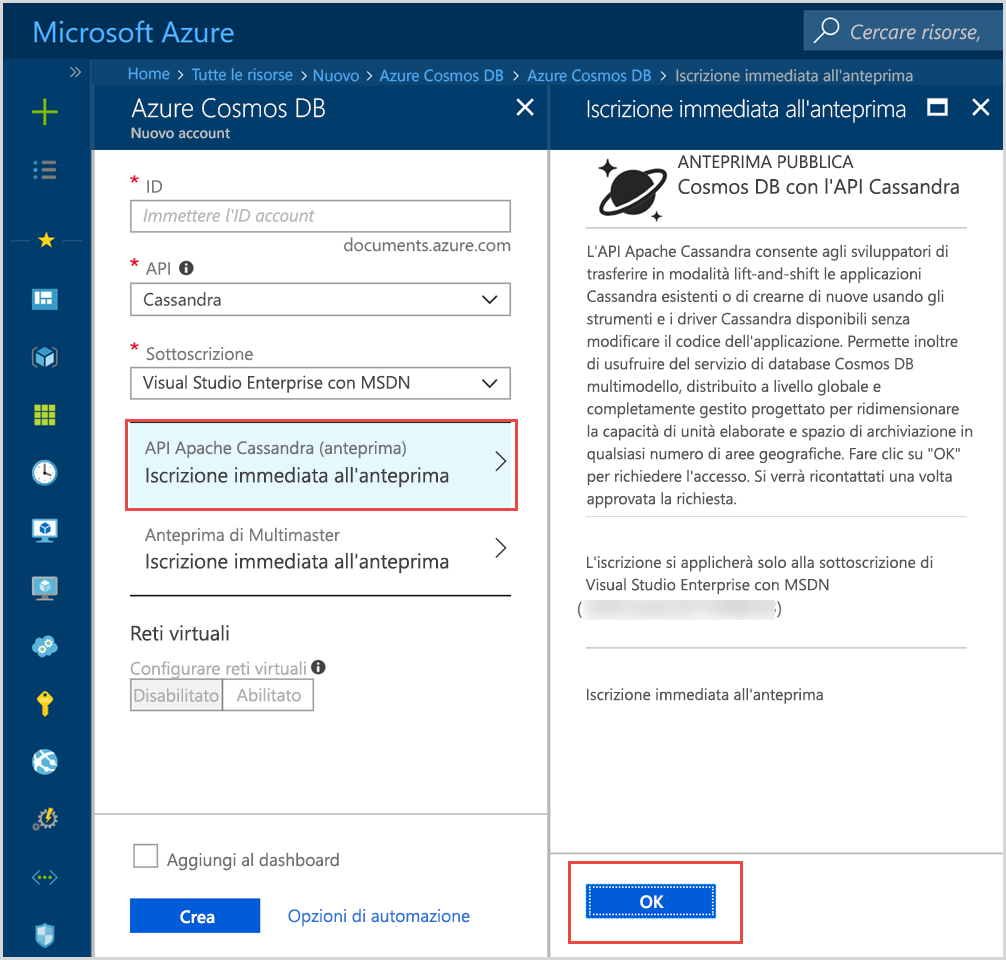 Microsoft Azure
Cercare risorse,
Home > Tutte le risorse > Nuovo > Azure Cosmos DB > Azure Cosmos DB > Iscrizione immediata all'anteprima
Azure Cosmos DB
Nuovo account
* ID
Immettere l'ID account
documents.azure.com
* API
Cassandra
* Sottoscrizione
Visual Studio Enterprise con MSDN
API Apache Cassandra (anteprima)
Iscrizione immediata all'anteprima
Anteprima di Multimaster
Iscrizione immediata all'anteprima
Reti virtuali
Configurare reti virtuali
Disabilitato Abilitato
Aggiungi al dashboard
Crea Opzioni di automazione
Iscrizione immediata all'anteprima
ANTEPRIMA PUBBLICA
Cosmos DB con l'API Cassandra
L'API Apache Cassandra consente agli sviluppatori di
trasferire in modalità lift-and-shift le applicazioni
Cassandra esistenti o di crearne di nuove usando gli
strumenti e i driver Cassandra disponibili senza
modificare il codice dell'applicazione. Permette inoltre
di usufruire del servizio di database Cosmos DB
multimodello, distribuito a livello globale e
completamente gestito progettato per ridimensionare
la capacità di unità elaborate e spazio di archiviazione in
qualsiasi numero di aree geografiche. Fare clic su "OK"
per richiedere l'accesso. Si verrà ricontattati una volta
approvata la richiesta.
L'iscrizione si applicherà solo alla sottoscrizione di
Visual Studio Enterprise con MSDN
( )
Iscrizione immediata all'anteprima
OK